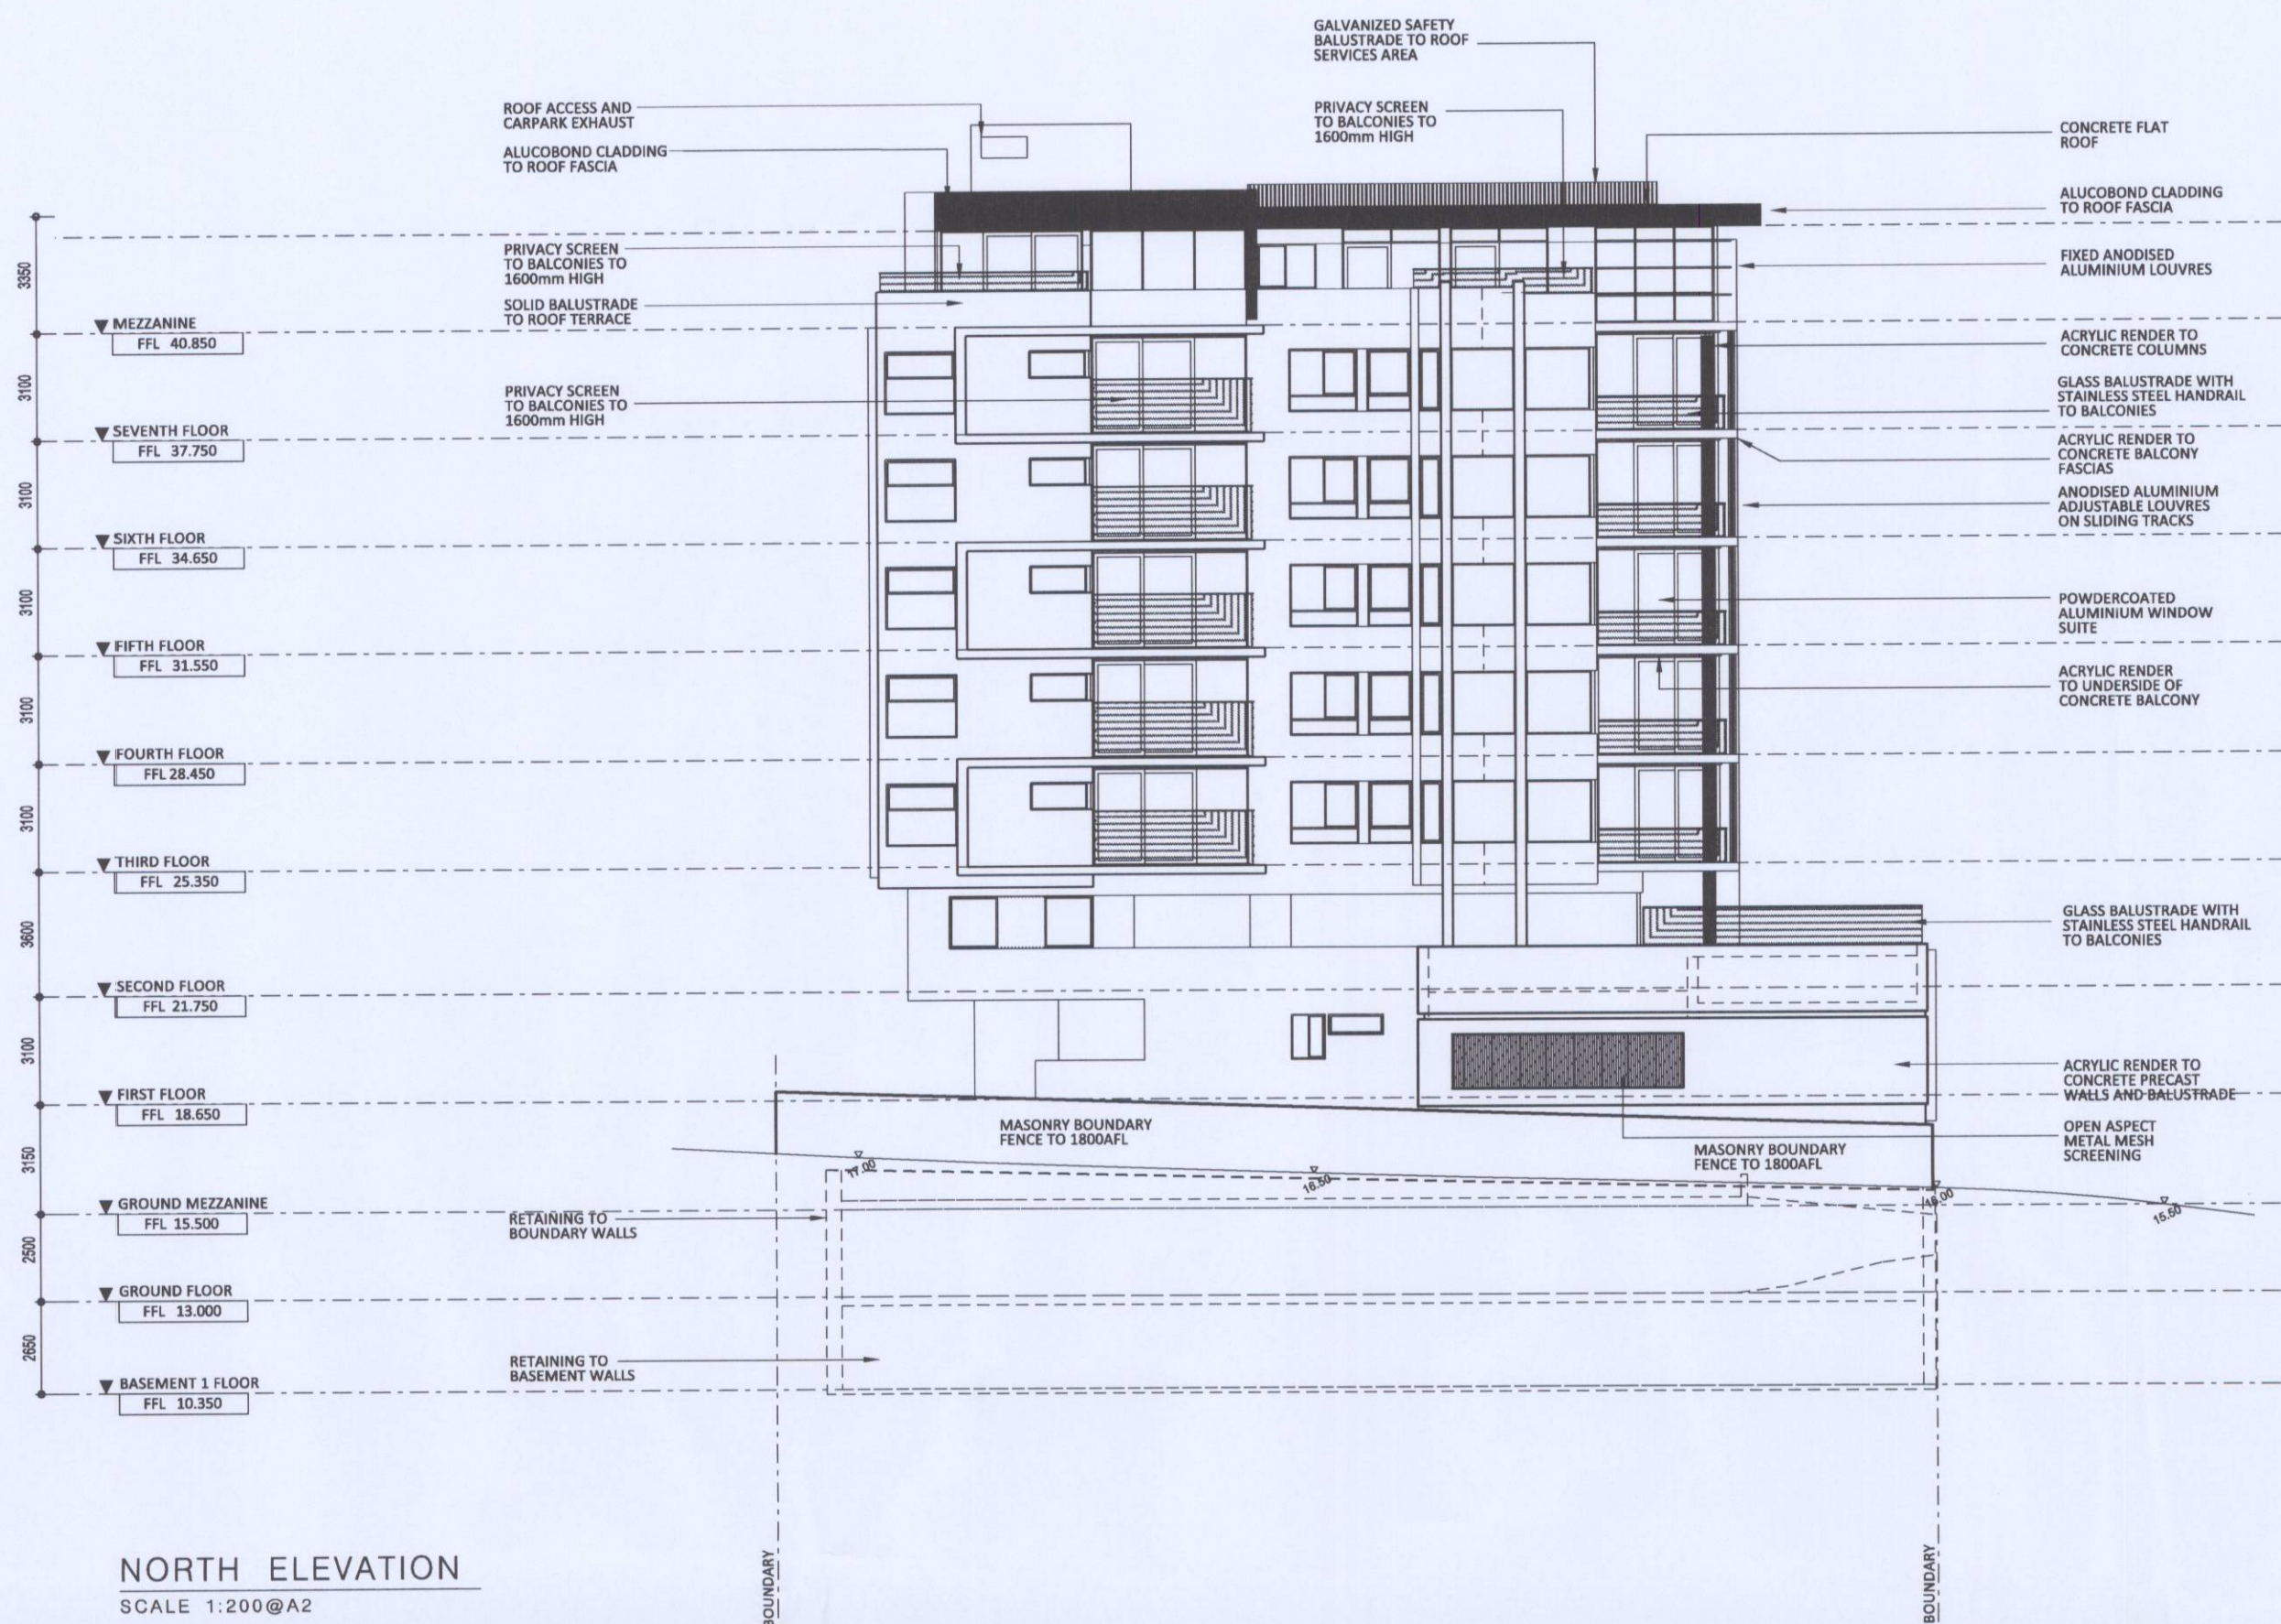 GALVANIZED SAFETY
BALUSTRADE TO ROOF
SERVICES AREA
ROOF ACCESS AND
CARPARK EXHAUST
PRIVACY SCREEN
TO BALCONIES TO
1600mm HIGH
CONCRETE FLAT
ROOF
ALUCOBOND CLADDING
TO ROOF FASCIA
ALUCOBOND CLADDING
TO ROOF FASCIA
PRIVACY SCREEN
TO BALCONIES TO
1600mm HIGH
FIXED ANODISED
ALUMINIUM LOUVRES
SOLID BALUSTRADE
TO ROOF TERRACE
3350
MEZZANINE
FFL 40.850
ACRYLIC RENDER TO
CONCRETE COLUMNS
3100
PRIVACY SCREEN
TO BALCONIES TO
1600mm HIGH
GLASS BALUSTRADE WITH
STAINLESS STEEL HANDRAIL
TO BALCONIES
SEVENTH FLOOR
FFL 37.750
ACRYLIC RENDER TO
CONCRETE BALCONY
FASCIAS
3100
ANODISED ALUMINIUM
ADJUSTABLE LOUVRES
ON SLIDING TRACKS
SIXTH FLOOR
FFL 34.650
3100
POWDERCOATED
ALUMINIUM WINDOW
SUITE
FIFTH FLOOR
FFL 31.550
ACRYLIC RENDER
TO UNDERSIDE OF
CONCRETE BALCONY
3100
FOURTH FLOOR
FFL 28.450
3100
THIRD FLOOR
FFL 25.350
3600
GLASS BALUSTRADE WITH
STAINLESS STEEL HANDRAIL
TO BALCONIES
SECOND FLOOR
FFL 21.750
3100
ACRYLIC RENDER TO
CONCRETE PRECAST
WALLS AND BALUSTRADE
FIRST FLOOR
FFL 18.650
MASONRY BOUNDARY
FENCE TO 1800AFL
OPEN ASPECT
METAL MESH
SCREENING
MASONRY BOUNDARY
FENCE TO 1800AFL
3150
17.00
16.50
16.00
15.50
GROUND MEZZANINE
FFL 15.500
RETAINING TO
BOUNDARY WALLS
2500
GROUND FLOOR
FFL 13.000
2650
RETAINING TO
BASEMENT WALLS
BASEMENT 1 FLOOR
FFL 10.350
BOUNDARY
BOUNDARY
NORTH ELEVATION
SCALE 1:200@A2